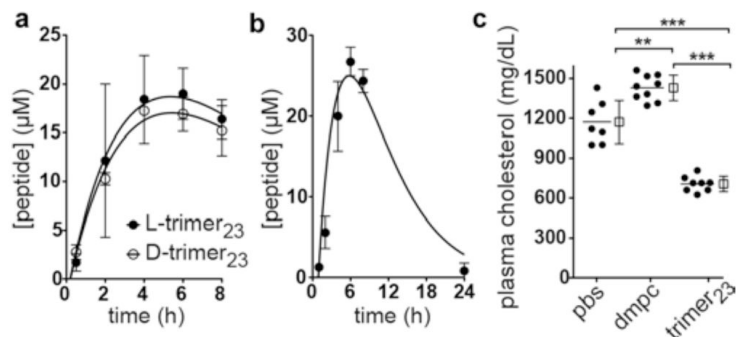 a
[peptide] (μM)
25
20
15
10
5
0
L-trimer23
D-trimer23
0 2 4 6 8
time (h)
b
[peptide] (μM)
30
20
10
0
0 6 12 18 24
time (h)
c
plasma cholesterol (mg/dL)
***
** ***
1500
1200
900
600
300
0
pbs
dmpc
trimer23